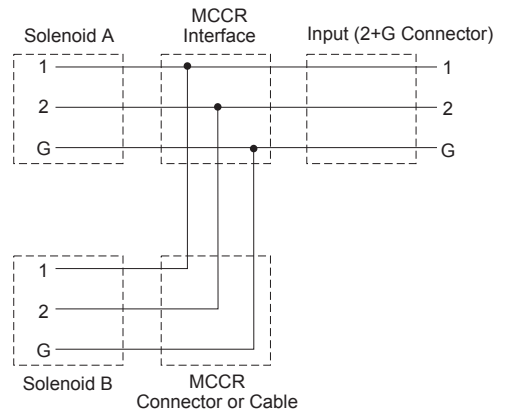 MCCR
Solenoid A Interface Input (2+G Connector)
1 1
2 2
G G
1
2
G
Solenoid B MCCR
Connector or Cable